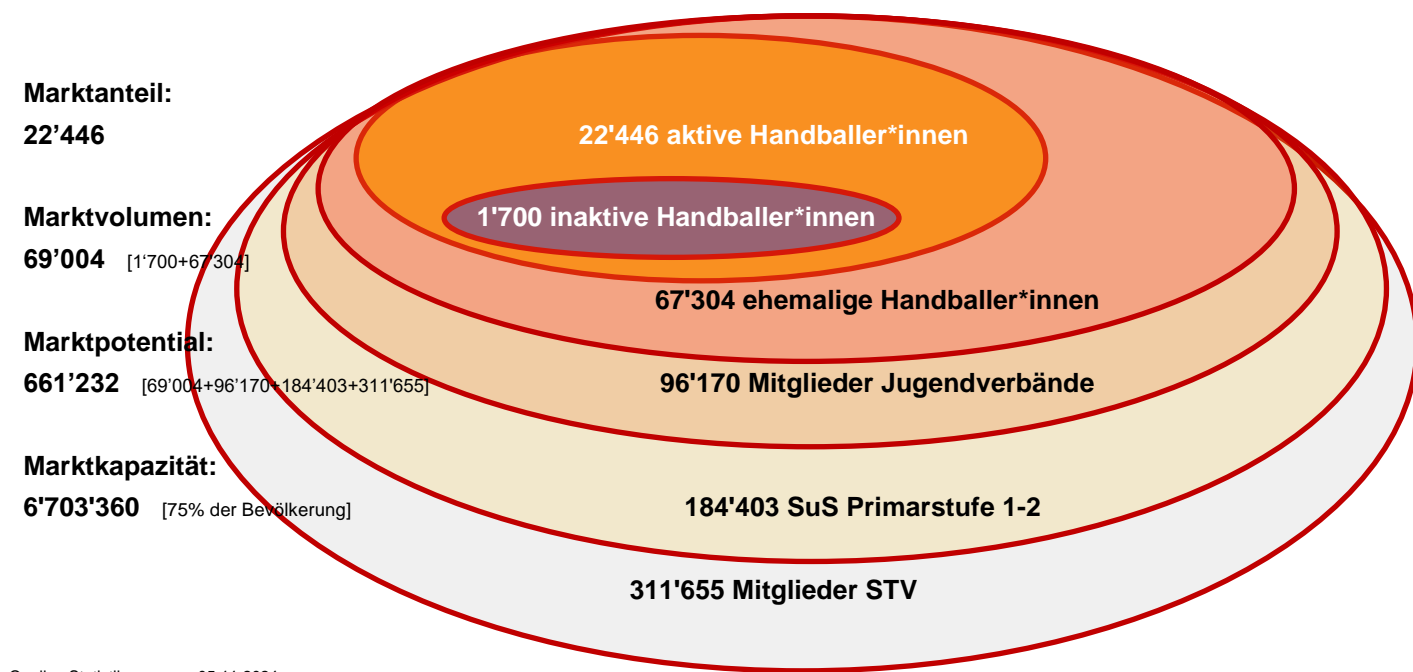 Marktanteil:
22’446
Marktvolumen:
69’004 [1‘700+67’304]
Marktpotential:
661’232 [69’004+96’170+184’403+311'655]
Marktkapazität:
6'703'360 [75% der Bevölkerung]
22'446 aktive Handballer*innen
1'700 inaktive Handballer*innen
67'304 ehemalige Handballer*innen
96'170 Mitglieder Jugendverbände
184'403 SuS Primarstufe 1-2
311'655 Mitglieder STV